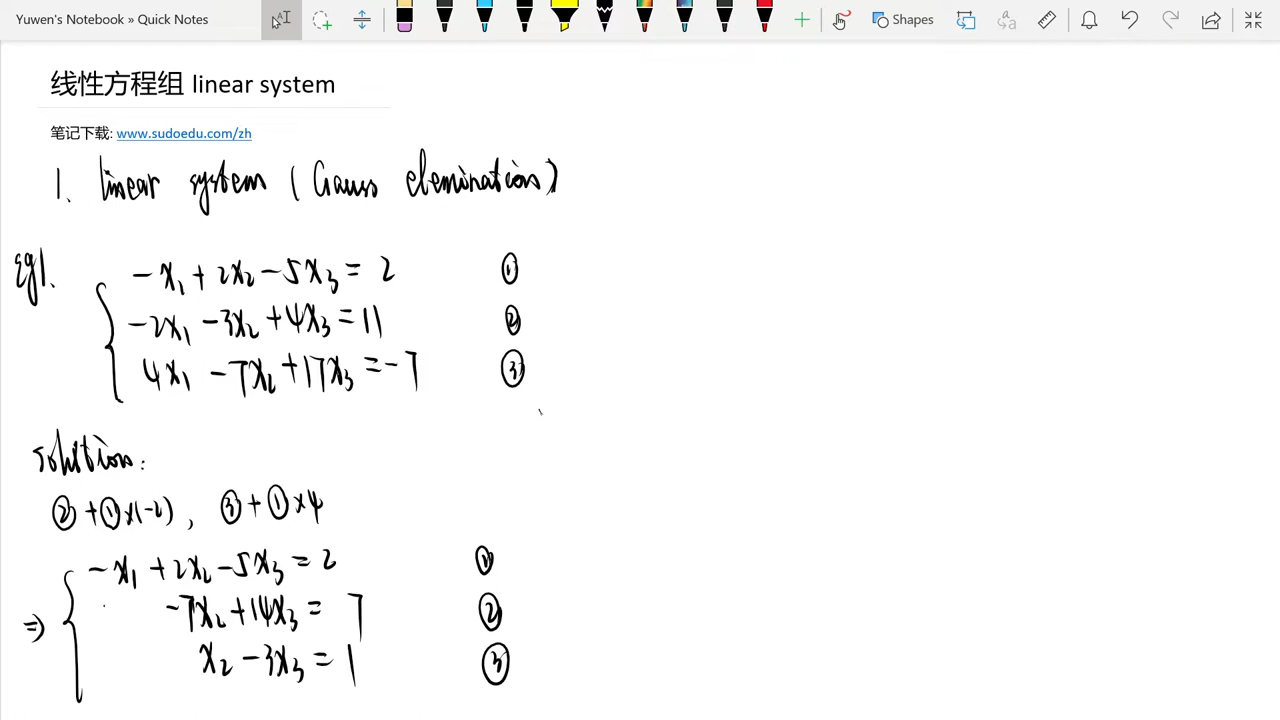 Yuwen's Notebook » Quick Notes
Shapes
线性方程组 linear system
笔记下载: www.sudoedu.com/zh
1. linear system (Gauss elemination)
eg1. -x₁ + 2x₂ - 5x₃ = 2 ①
-2x₁ - 3x₂ + 4x₃ = 11 ②
4x₁ - 7x₂ + 17x₃ = -7 ③
solution:
② + ① × (-2), ③ + ① × 4
-x₁ + 2x₂ - 5x₃ = 2 ①
⇒ -7x₂ + 14x₃ = 7 ②
x₂ - 3x₃ = 1 ③